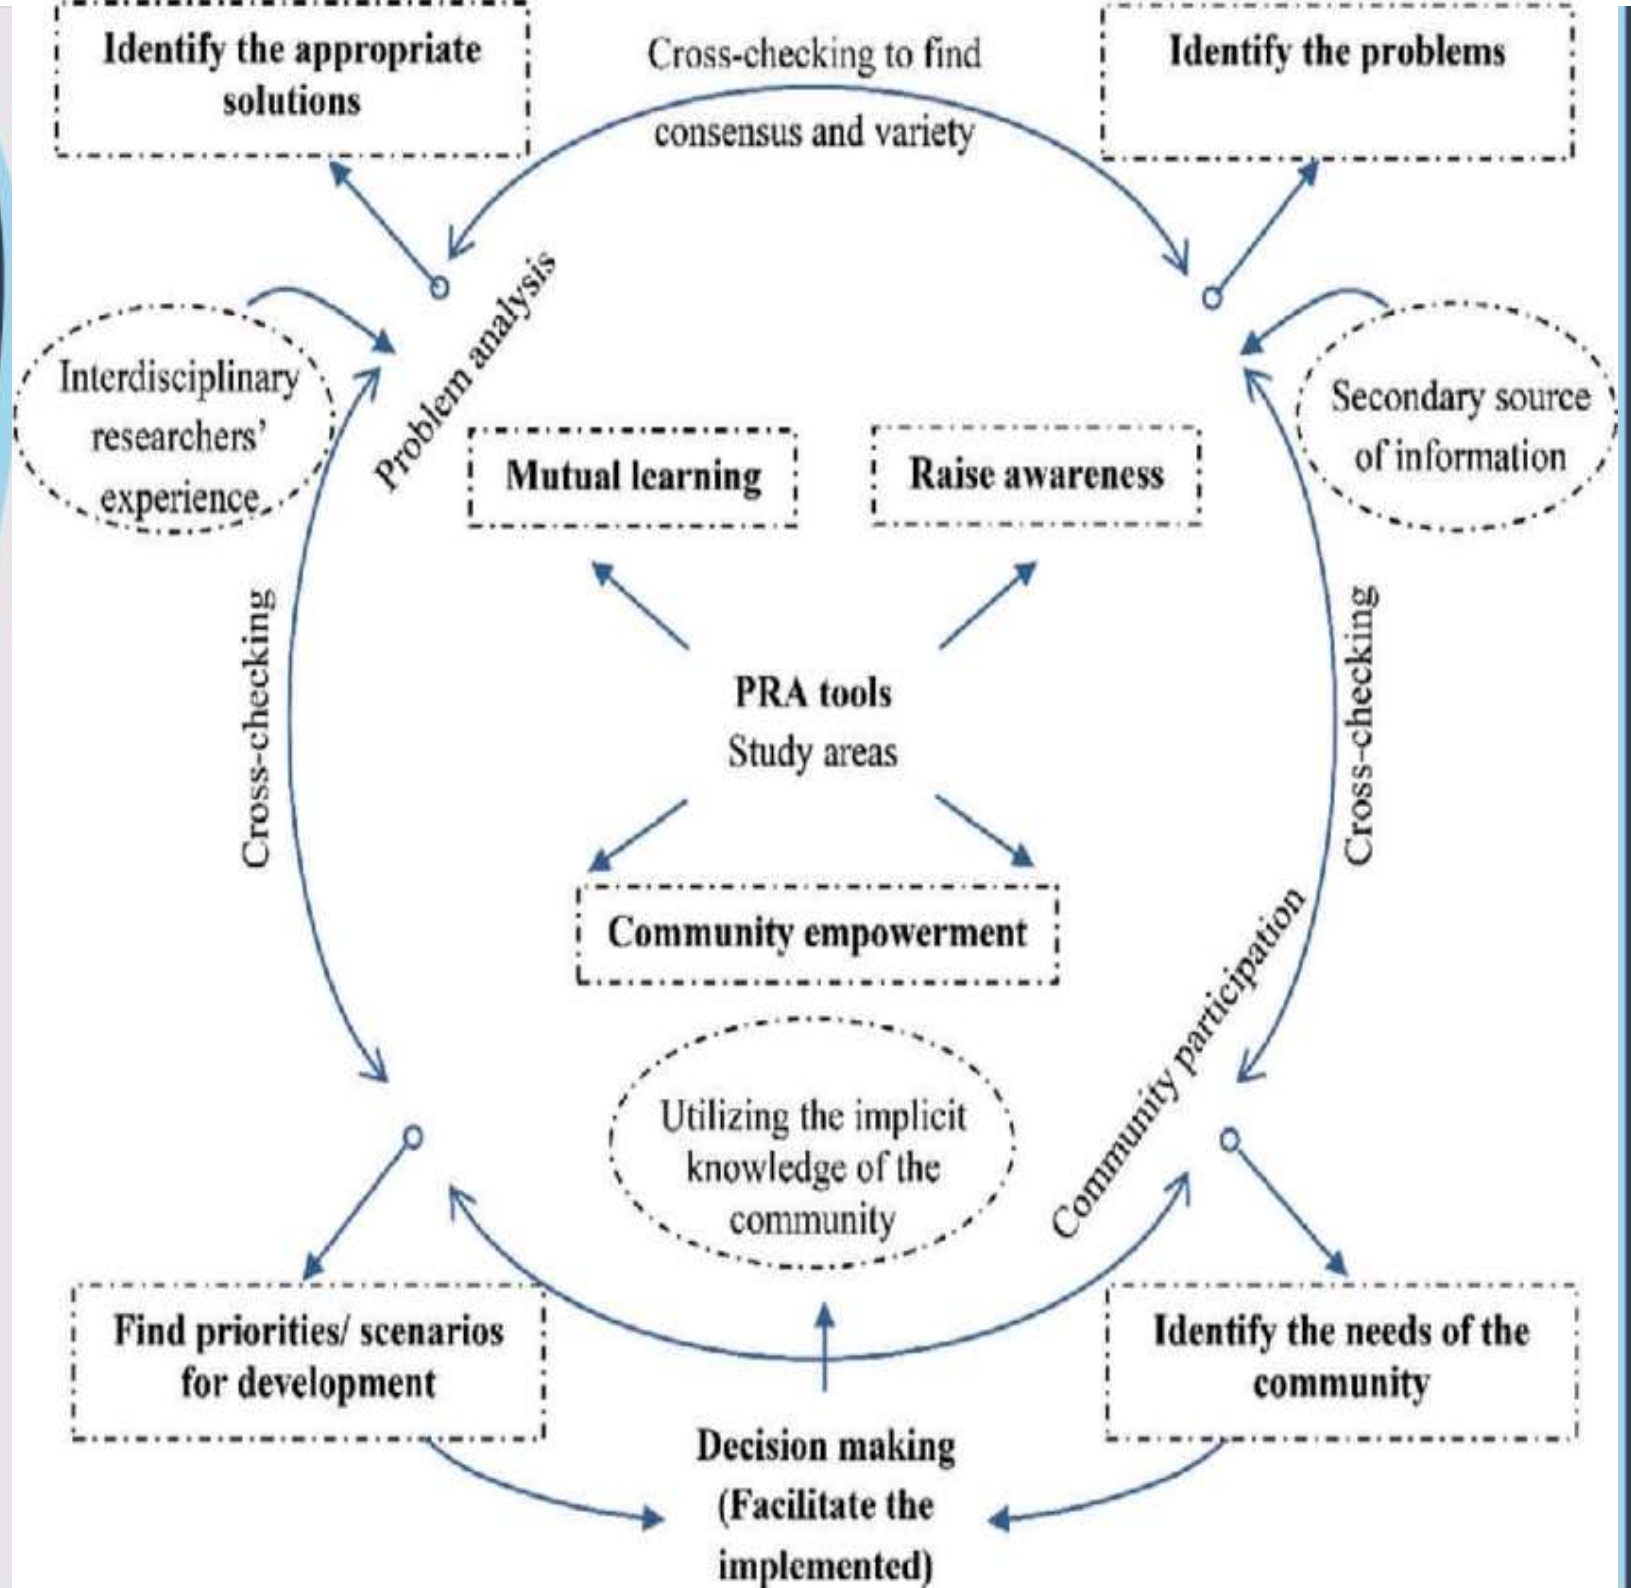 Identify the appropriate
solutions
Cross-checking to find
consensus and variety
Identify the problems
Problem analysis
Interdisciplinary
researchers'
experience
Secondary source
of information
Mutual learning
Raise awareness
Cross-checking
PRA tools
Study areas
Cross-checking
Community empowerment
Community participation
Utilizing the implicit
knowledge of the
community
Find priorities/ scenarios
for development
Identify the needs of the
community
Decision making
(Facilitate the
implemented)